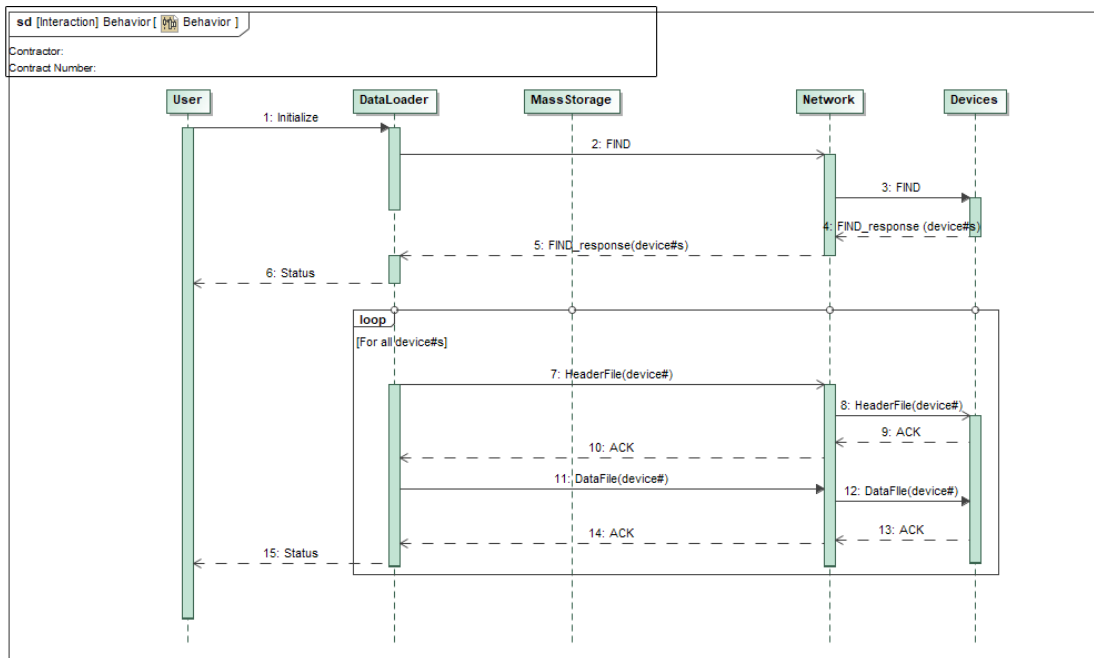 sd [Interaction] Behavior [ Behavior ]
Contractor:
Contract Number:
User DataLoader MassStorage Network Devices
1: Initialize
2: FIND
3: FIND
4: FIND_response (device#s)
5: FIND_response(device#s)
6: Status
loop
[For all device#s]
7: HeaderFile(device#)
8: HeaderFile(device#)
9: ACK
10: ACK
11: DataFile(device#)
12: DataFile(device#)
13: ACK
14: ACK
15: Status